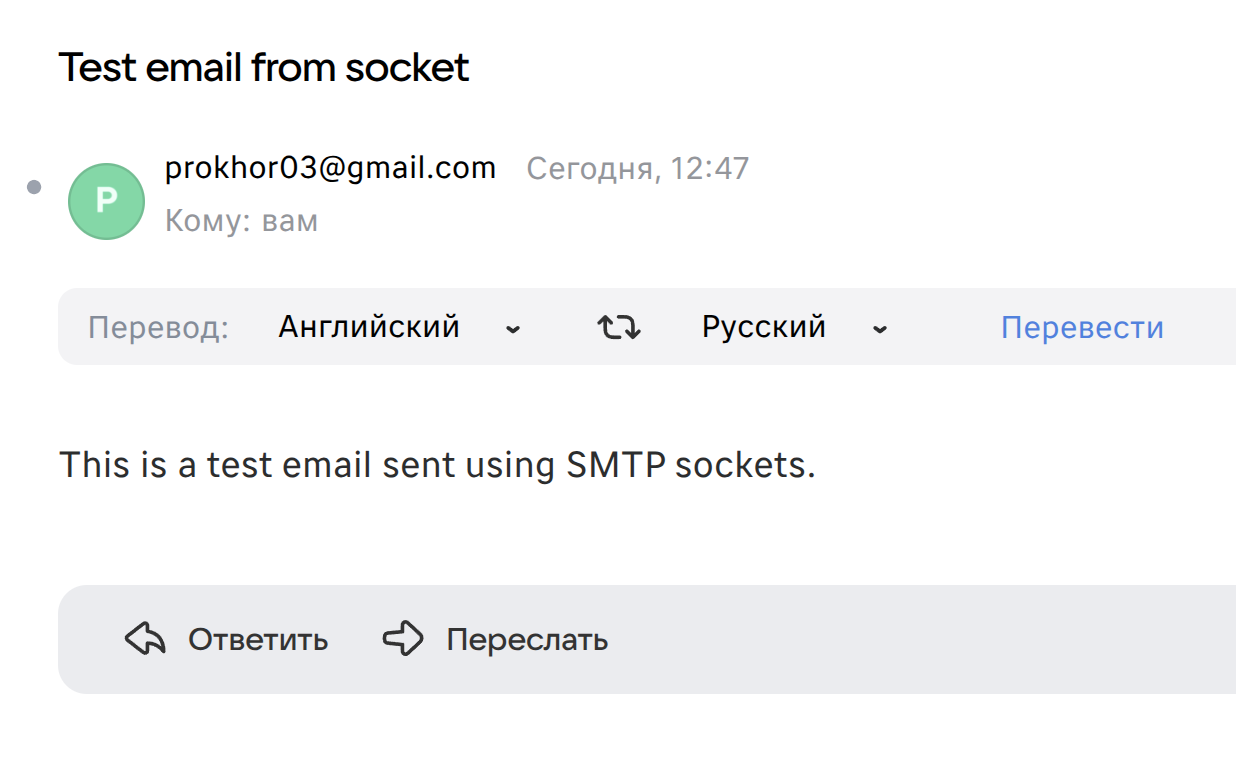 Test email from socket
P
prokhor03@gmail.com Сегодня, 12:47
Кому: вам
Перевод: Английский Русский Перевести
This is a test email sent using SMTP sockets.
Ответить Переслать